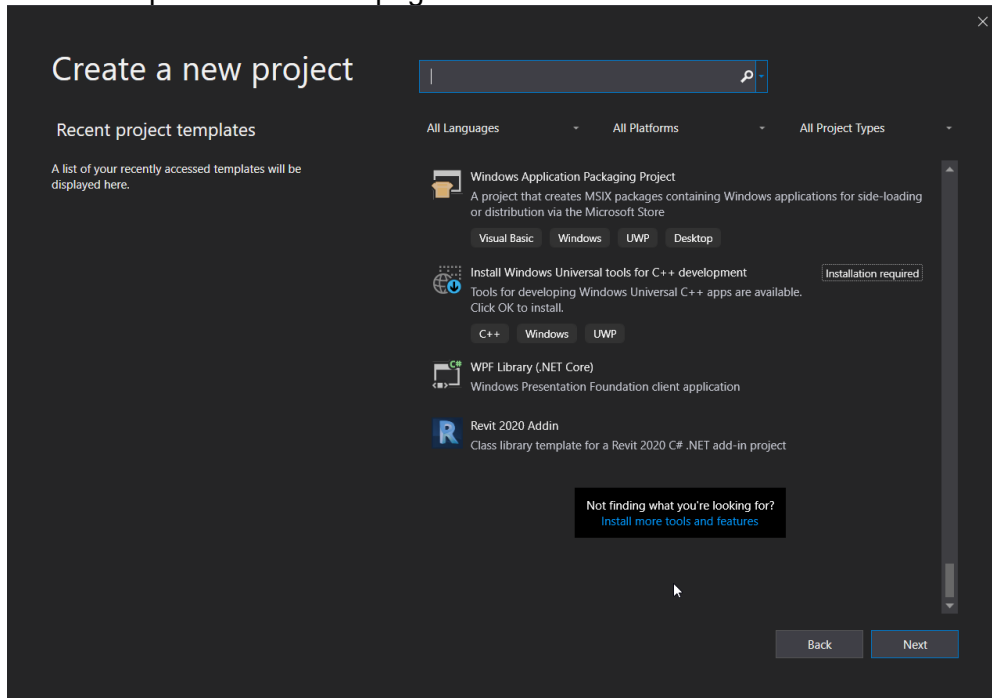 Create a new project
Recent project templates
A list of your recently accessed templates will be
displayed here.
All Languages
All Platforms
All Project Types
Windows Application Packaging Project
A project that creates MSIX packages containing Windows applications for side-loading
or distribution via the Microsoft Store
Visual Basic
Windows
UWP
Desktop
Install Windows Universal tools for C++ development
Installation required
Tools for developing Windows Universal C++ apps are available.
Click OK to install.
C++
Windows
UWP
C#
WPF Library (.NET Core)
Windows Presentation Foundation client application
R
Revit 2020 Addin
Class library template for a Revit 2020 C# .NET add-in project
Not finding what you're looking for?
Install more tools and features
Back
Next